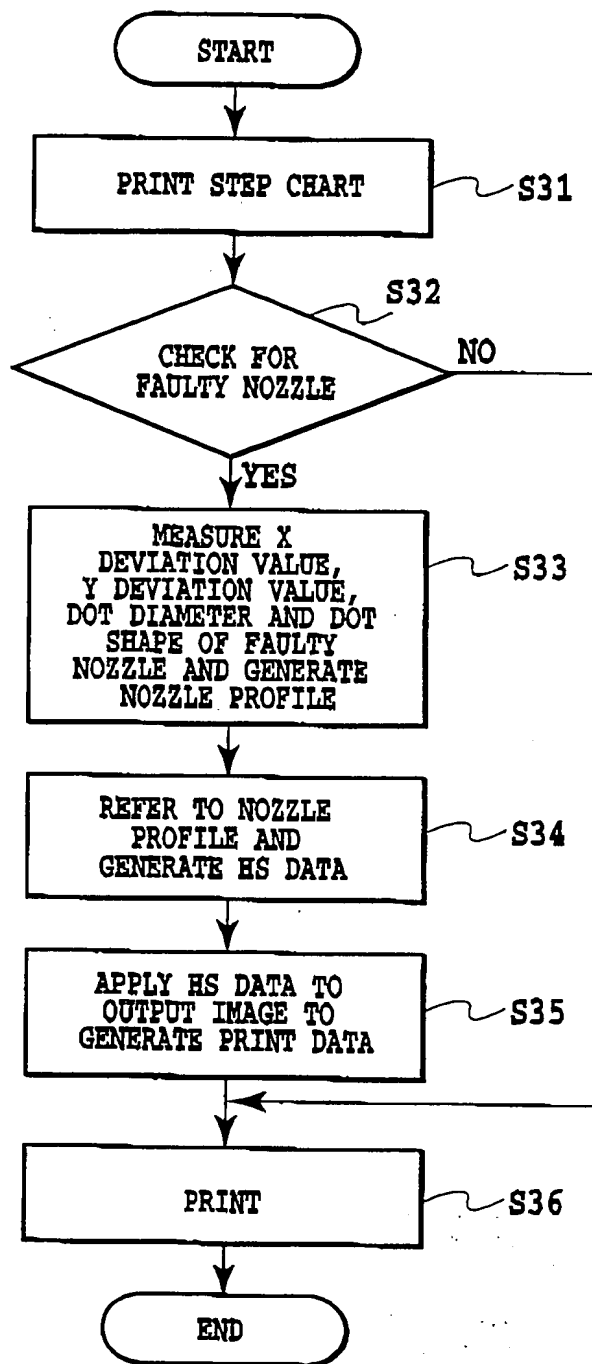 START
PRINT STEP CHART
S31
S32
CHECK FOR
FAULTY NOZZLE
NO
YES
MEASURE X
DEVIATION VALUE,
Y DEVIATION VALUE,
DOT DIAMETER AND DOT
SHAPE OF FAULTY
NOZZLE AND GENERATE
NOZZLE PROFILE
S33
REFER TO NOZZLE
PROFILE AND
GENERATE HS DATA
S34
APPLY HS DATA TO
OUTPUT IMAGE TO
GENERATE PRINT DATA
S35
PRINT
S36
END